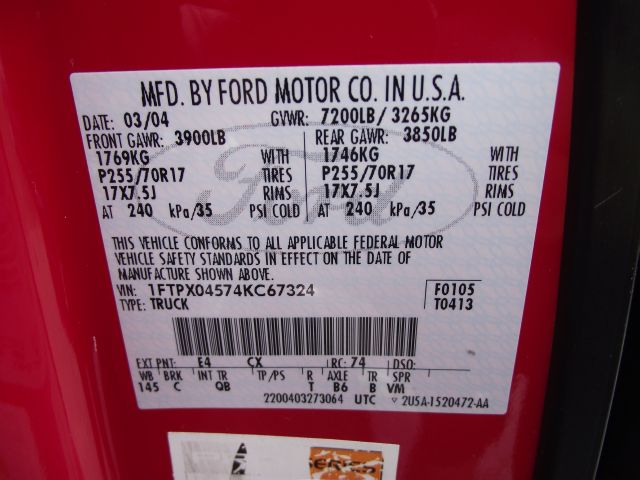 MFD. BY FORD MOTOR CO. IN U.S.A.
DATE: 03/04 GVWR: 7200LB/ 3265KG
FRONT GAWR: 3900LB REAR GAWR: 3850LB
1769KG WITH 1746KG WITH
P255/70R17 TIRES P255/70R17 TIRES
17X7.5J RIMS 17X7.5J RIMS
AT 240 kPa/35 PSI COLD AT 240 kPa/35 PSI COLD
Ford
THIS VEHICLE CONFORMS TO ALL APPLICABLE FEDERAL MOTOR
VEHICLE SAFETY STANDARDS IN EFFECT ON THE DATE OF
MANUFACTURE SHOWN ABOVE.
VIN: 1FTPX04574KC67324 F0105
TYPE: TRUCK T0413
EXT PNT: E4 CX RC: 74 DSO:
WB BRK INT TR TP/PS R AXLE TR SPR
145 C QB T B6 B VM
2200403273064 UTC ▽ 2U5A-1520472-AA
SERIES